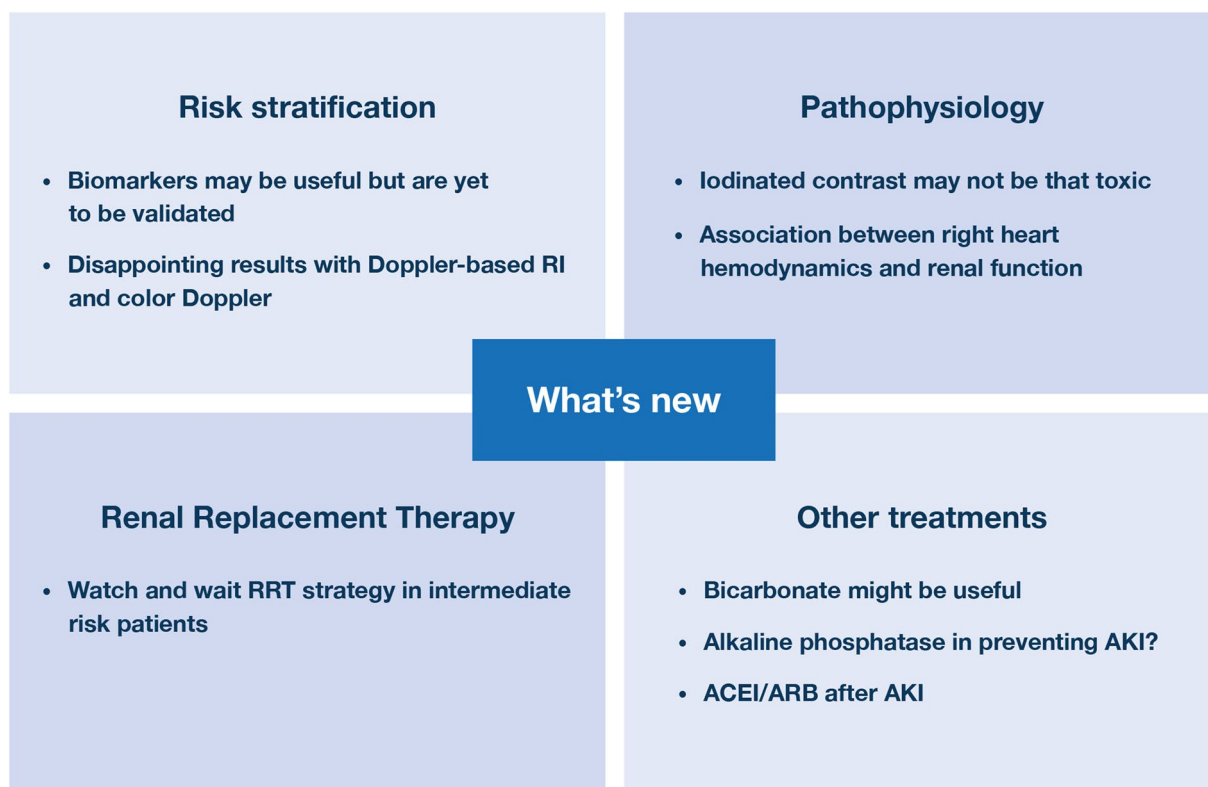 Risk stratification
• Biomarkers may be useful but are yet
to be validated
• Disappointing results with Doppler-based RI
and color Doppler
Pathophysiology
• Iodinated contrast may not be that toxic
• Association between right heart
hemodynamics and renal function
What's new
Renal Replacement Therapy
• Watch and wait RRT strategy in intermediate
risk patients
Other treatments
• Bicarbonate might be useful
• Alkaline phosphatase in preventing AKI?
• ACEI/ARB after AKI